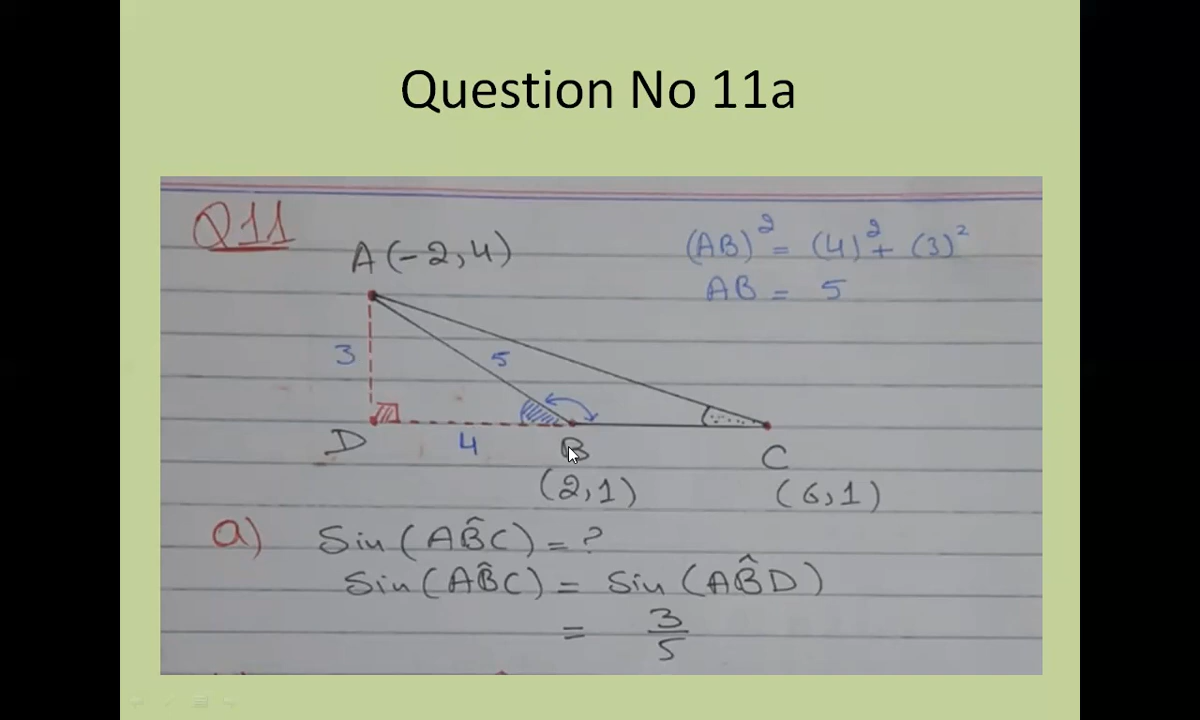 Question No 11a
Q11
A(-2,4)
(AB)² = (4)² + (3)²
AB = 5
3
5
D
4
B
C
(2,1)
(6,1)
a) Sin(AB̂C) = ?
Sin(AB̂C) = Sin(AB̂D)
= 3/5